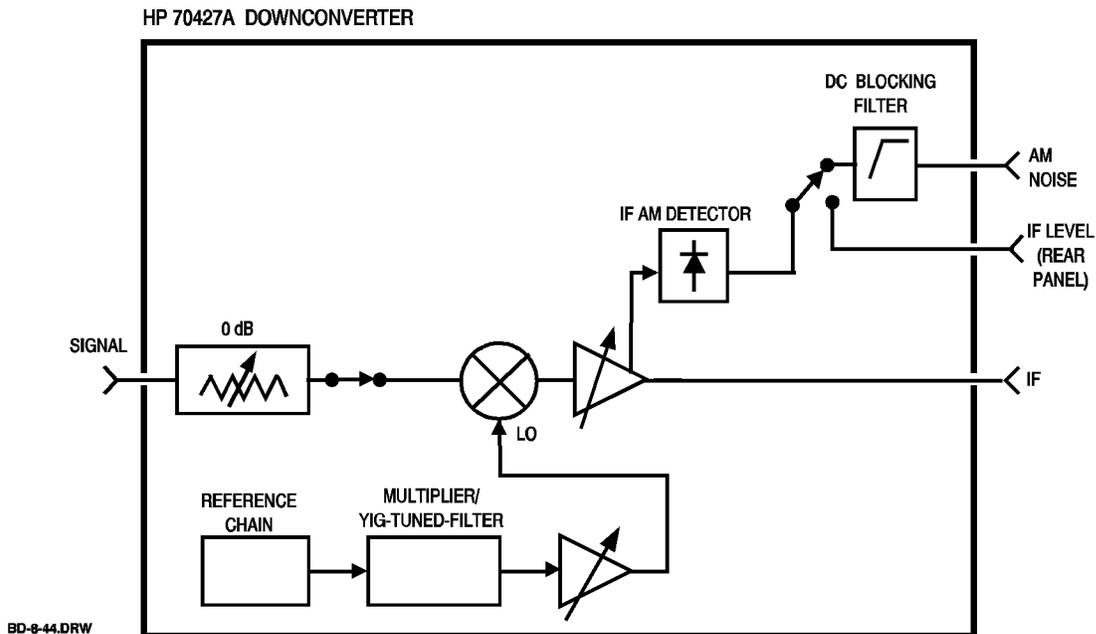 HP 70427A DOWNCONVERTER
DC BLOCKING
FILTER
AM
NOISE
IF AM DETECTOR
IF LEVEL
(REAR
PANEL)
0 dB
SIGNAL
IF
LO
REFERENCE
CHAIN
MULTIPLIER/
YIG-TUNED-FILTER
BD-8-44.DRW